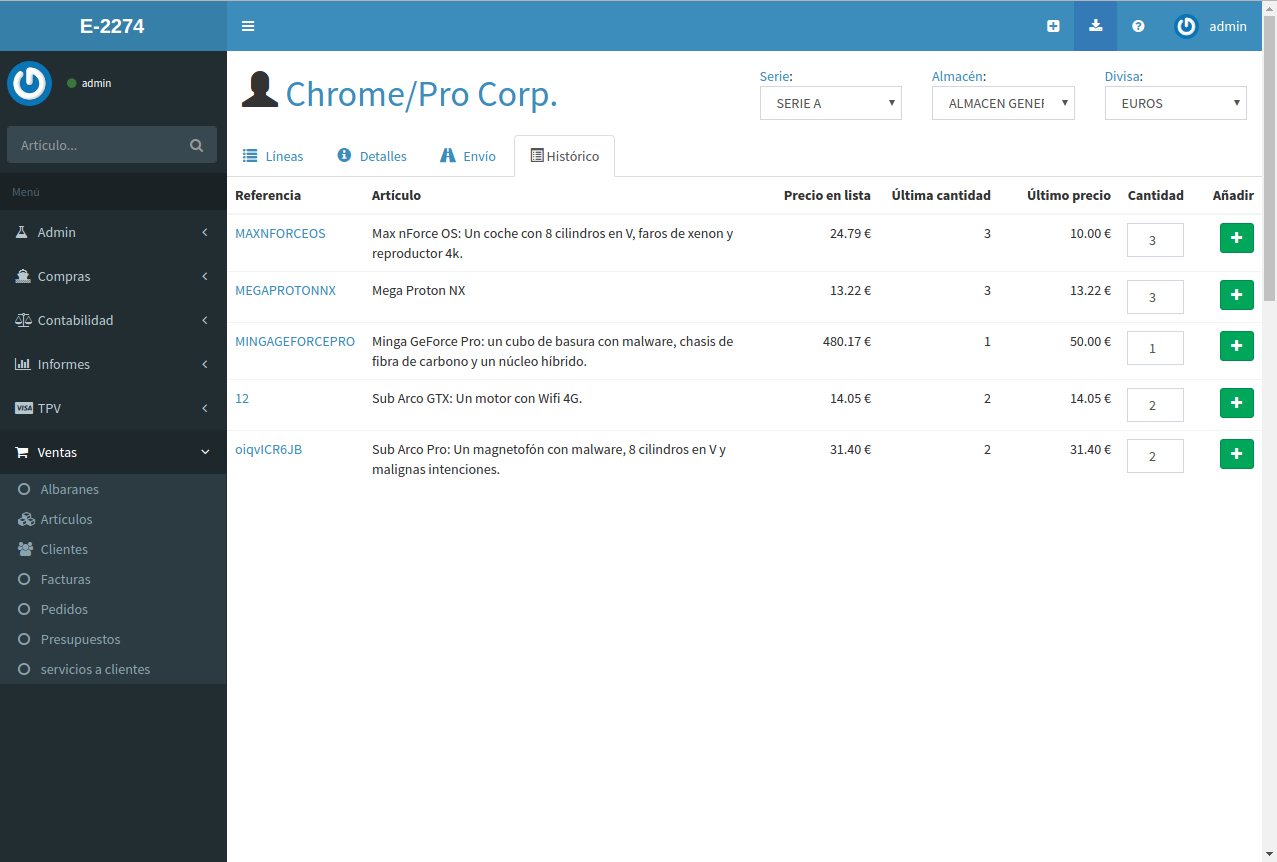 E-2274
admin
admin
Artículo...
Menú
Admin
Compras
Contabilidad
Informes
VISA TPV
Ventas
Albaranes
Artículos
Clientes
Facturas
Pedidos
Presupuestos
servicios a clientes
Chrome/Pro Corp.
Serie: Almacén: Divisa:
SERIE A ALMACEN GENER EUROS
Líneas Detalles Envío Histórico
Referencia Artículo Precio en lista Última cantidad Último precio Cantidad Añadir
MAXNFORCEOS Max nForce OS: Un coche con 8 cilindros en V, faros de xenon y 24.79 € 3 10.00 € 3
reproductor 4k.
MEGAPROTONNX Mega Proton NX 13.22 € 3 13.22 € 3
MINGAGEFORCEPRO Minga GeForce Pro: un cubo de basura con malware, chasis de 480.17 € 1 50.00 € 1
fibra de carbono y un núcleo híbrido.
12 Sub Arco GTX: Un motor con Wifi 4G. 14.05 € 2 14.05 € 2
oiqvICR6JB Sub Arco Pro: Un magnetofón con malware, 8 cilindros en V y 31.40 € 2 31.40 € 2
malignas intenciones.